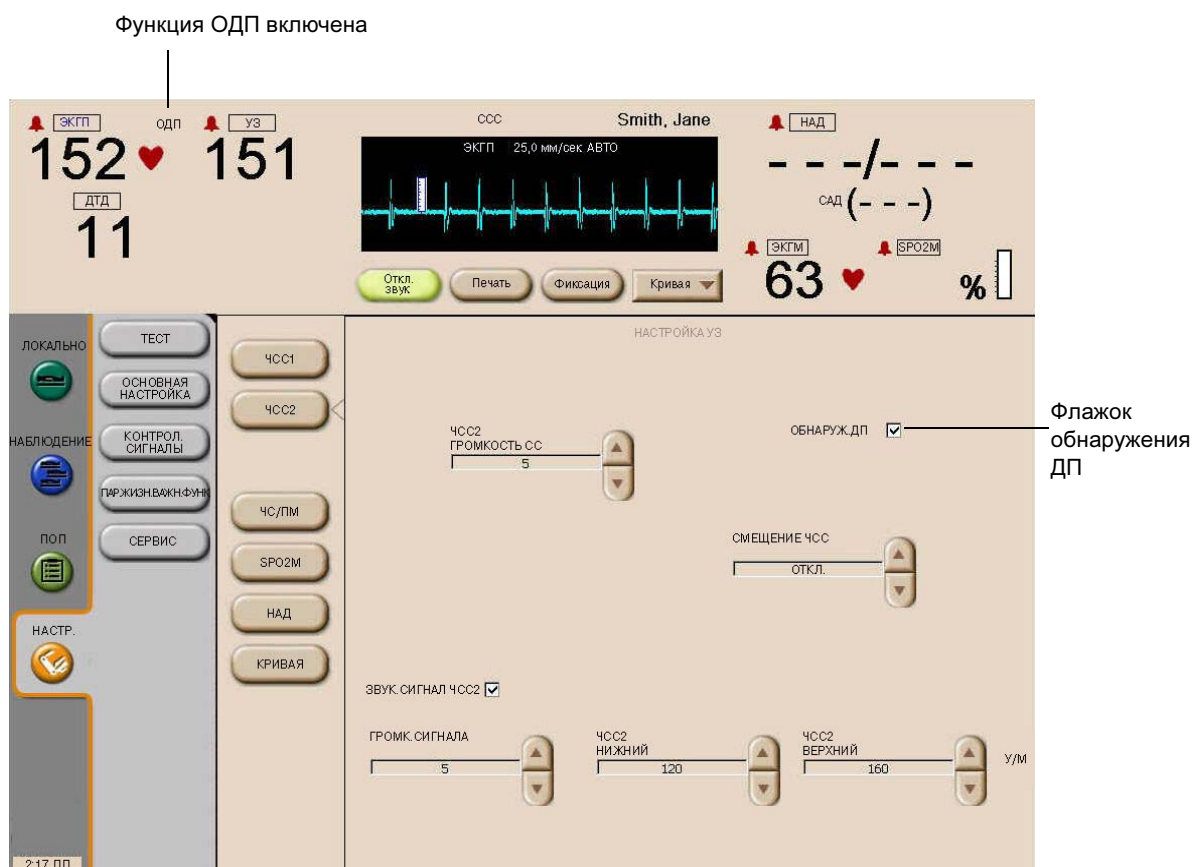 Функция ОДП включена
ЭКГП
ОДП
УЗ
152
151
ДТД
11
ССС
Smith, Jane
ЭКГП 25,0 мм/сек АВТО
НАД
- - -/- - -
САД (- - -)
ЭКГМ
SPO2M
63
%
Откл. звук
Печать
Фиксация
Кривая
ЛОКАЛЬНО
НАБЛЮДЕНИЕ
ПОП
НАСТР.
2:17 ПП
ТЕСТ
ОСНОВНАЯ
НАСТРОЙКА
КОНТРОЛ.
СИГНАЛЫ
ПАР.ЖИЗН.ВАЖН.ФУНК
СЕРВИС
ЧСС1
ЧСС2
ЧС/ПМ
SPO2M
НАД
КРИВАЯ
НАСТРОЙКА УЗ
ЧСС2
ГРОМКОСТЬ СС
5
ОБНАРУЖ.ДП
Флажок
обнаружения
ДП
СМЕЩЕНИЕ ЧСС
ОТКЛ.
ЗВУК. СИГНАЛ ЧСС2
ГРОМК. СИГНАЛА
5
ЧСС2
НИЖНИЙ
120
ЧСС2
ВЕРХНИЙ
160
У/М